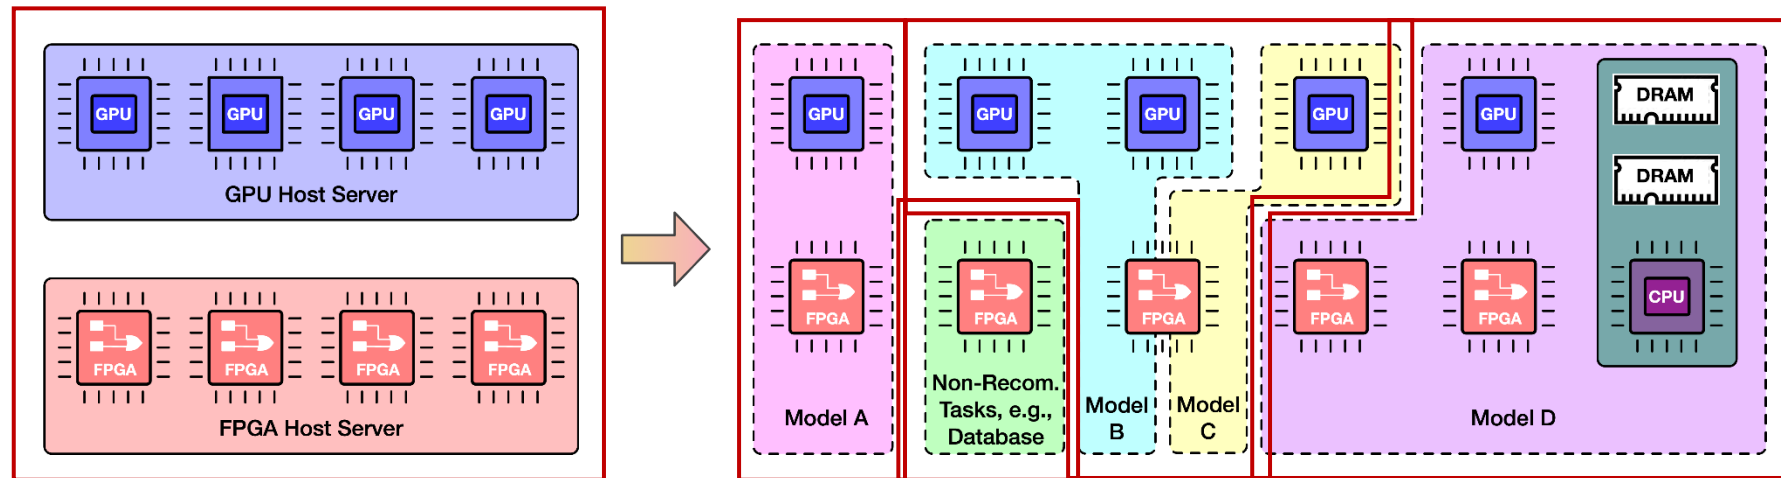 GPU
GPU
GPU
GPU
GPU Host Server
FPGA
FPGA
FPGA
FPGA
FPGA Host Server
GPU
GPU
GPU
GPU
GPU
DRAM
DRAM
FPGA
FPGA
FPGA
FPGA
FPGA
CPU
Model A
Non-Recom.
Tasks, e.g.,
Database
Model
B
Model
C
Model D